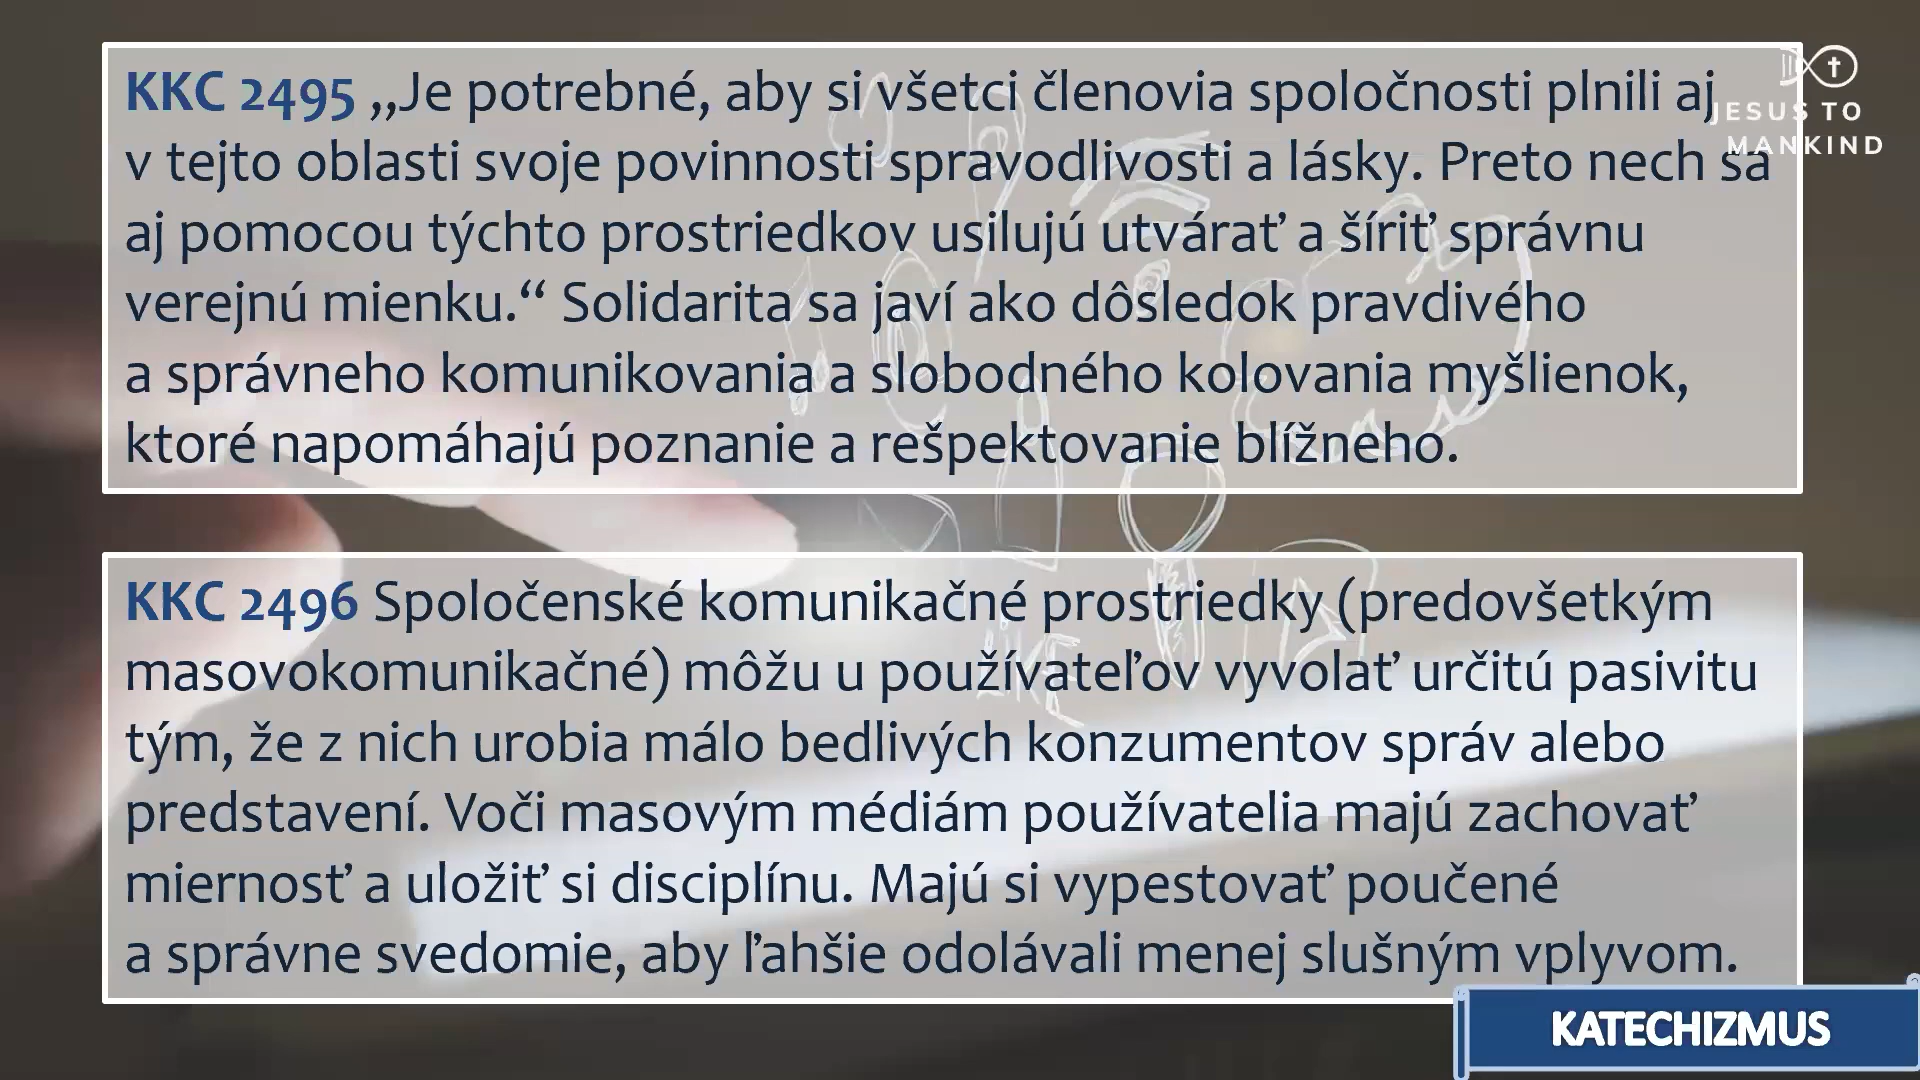 KKC 2495 „Je potrebné, aby si všetci členovia spoločnosti plnili aj
v tejto oblasti svoje povinnosti spravodlivosti a lásky. Preto nech sa
aj pomocou týchto prostriedkov usilujú utvárať a šíriť správnu
verejnú mienku.“ Solidarita sa javí ako dôsledok pravdivého
a správneho komunikovania a slobodného kolovania myšlienok,
ktoré napomáhajú poznanie a rešpektovanie blížneho.
JESUS TO
MANKIND
KKC 2496 Spoločenské komunikačné prostriedky (predovšetkým
masovokomunikačné) môžu u používateľov vyvolať určitú pasivitu
tým, že z nich urobia málo bedlivých konzumentov správ alebo
predstavení. Voči masovým médiám používatelia majú zachovať
miernosť a uložiť si disciplínu. Majú si vypestovať poučené
a správne svedomie, aby ľahšie odolávali menej slušným vplyvom.
KATECHIZMUS